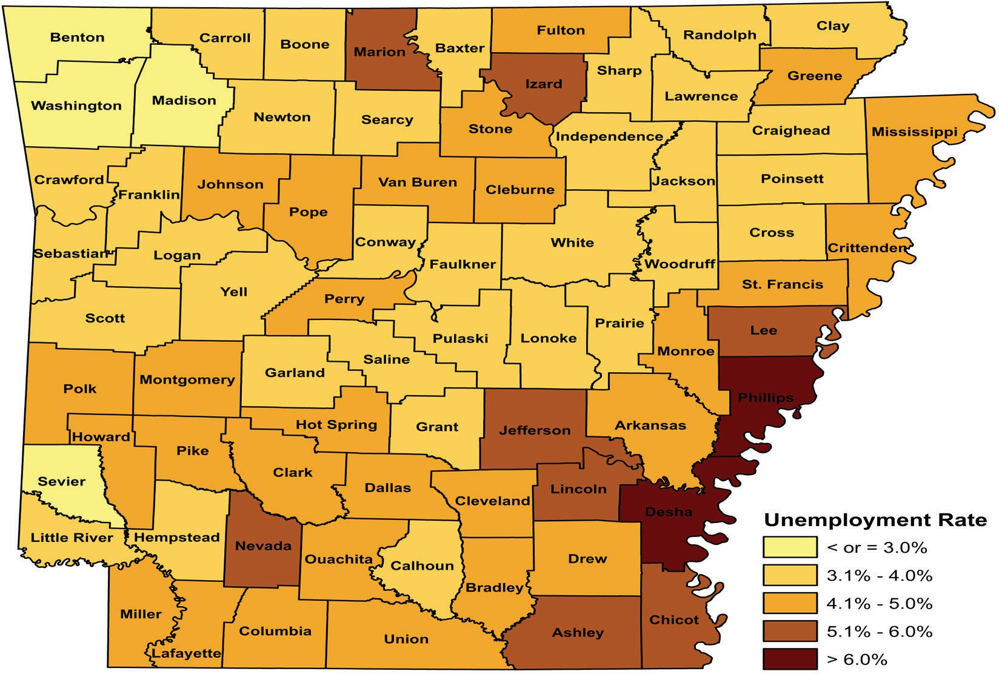 Benton
Carroll
Boone
Marion
Baxter
Fulton
Randolph
Clay
Sharp
Izard
Greene
Lawrence
Washington
Madison
Newton
Searcy
Stone
Independence
Craighead
Mississippi
Crawford
Franklin
Johnson
Pope
Van Buren
Cleburne
Jackson
Poinsett
Sebastian
Logan
Conway
Faulkner
White
Woodruff
Cross
Crittenden
Scott
Yell
Perry
St. Francis
Pulaski
Lonoke
Prairie
Lee
Monroe
Polk
Montgomery
Garland
Saline
Phillips
Howard
Pike
Hot Spring
Grant
Jefferson
Arkansas
Sevier
Clark
Dallas
Cleveland
Lincoln
Desha
Little River
Hempstead
Nevada
Ouachita
Calhoun
Bradley
Drew
Miller
Lafayette
Columbia
Union
Ashley
Chicot
Unemployment Rate
< or = 3.0%
3.1% - 4.0%
4.1% - 5.0%
5.1% - 6.0%
> 6.0%